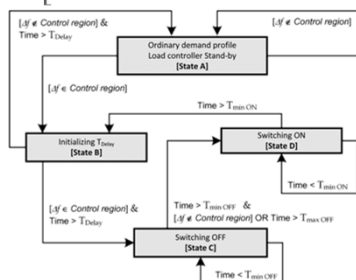 [Δf ∉ Control region] &
Time > T_Delay
[Δf ∉ Control region]
Ordinary demand profile
Load controller Stand-by
[State A]
[Δf ∈ Control region]
Time > T_min ON
Initializing T_Delay
[State B]
Switching ON
[State D]
Time < T_min ON
[Δf ∈ Control region] &
Time > T_Delay
Time > T_min OFF &
[Δf ∉ Control region] OR Time > T_max OFF
Switching OFF
[State C]
Time < T_min OFF